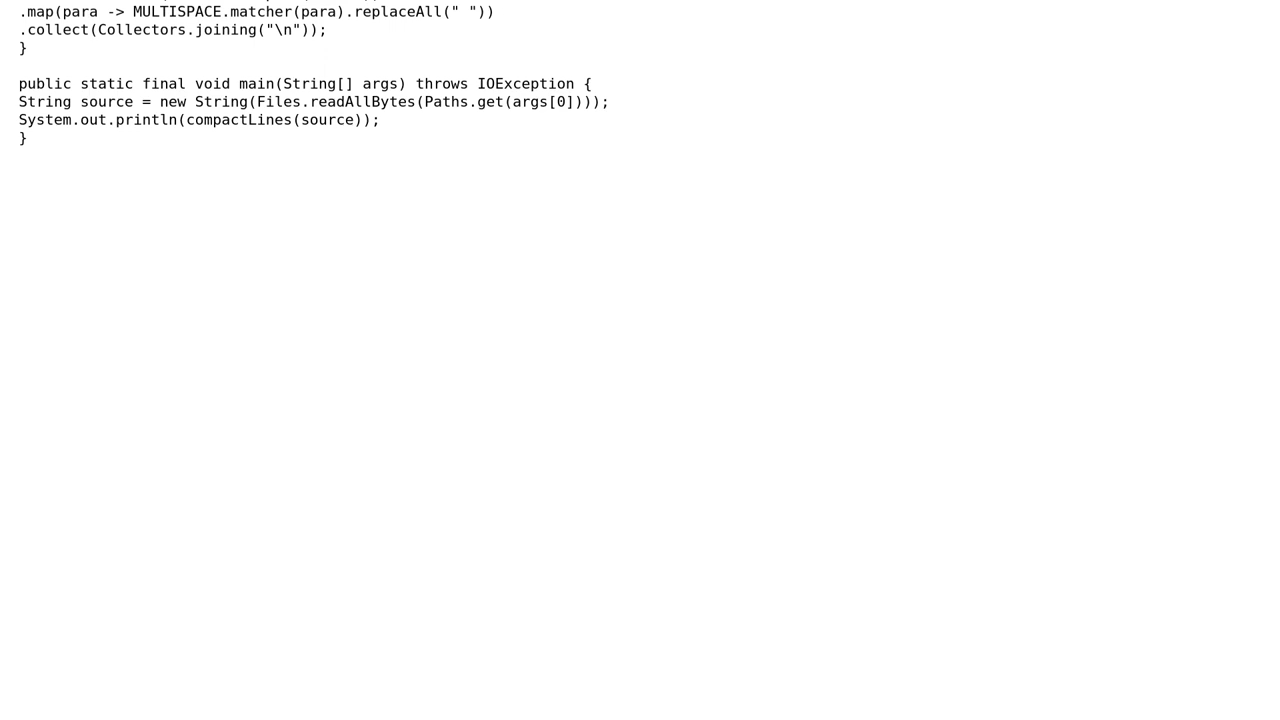 .map(para -> MULTISPACE.matcher(para).replaceAll(" "))
.collect(Collectors.joining("\n"));
}

public static final void main(String[] args) throws IOException {
String source = new String(Files.readAllBytes(Paths.get(args[0])));
System.out.println(compactLines(source));
}